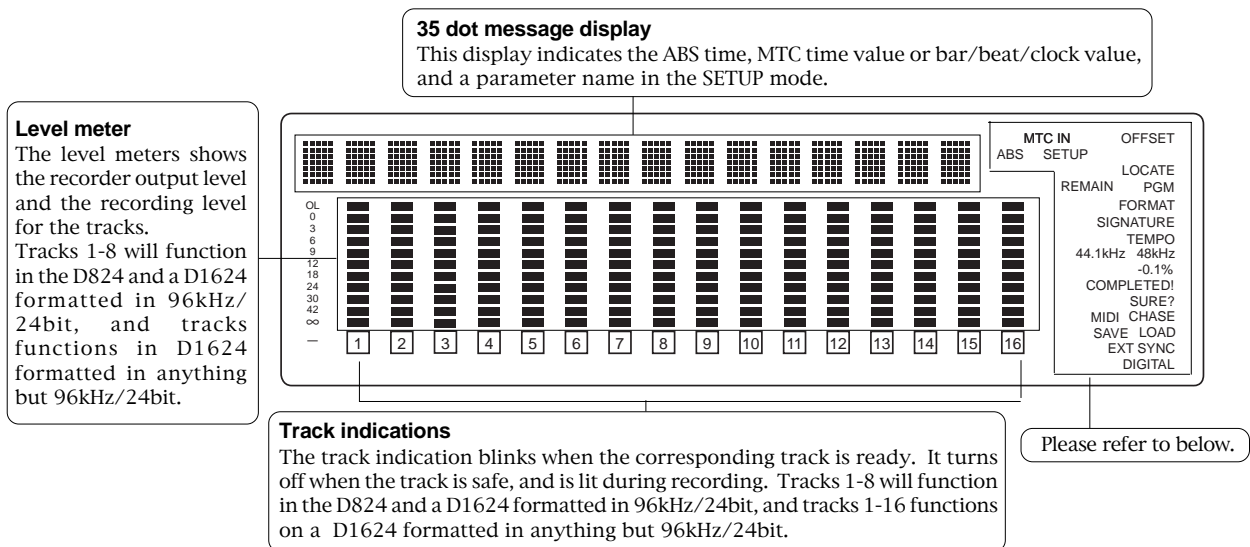 35 dot message display
This display indicates the ABS time, MTC time value or bar/beat/clock value,
and a parameter name in the SETUP mode.
Level meter
The level meters shows
the recorder output level
and the recording level
for the tracks.
Tracks 1-8 will function
in the D824 and a D1624
formatted in 96kHz/
24bit, and tracks
functions in D1624
formatted in anything
but 96kHz/24bit.
MTC IN OFFSET
ABS SETUP
LOCATE
REMAIN PGM
FORMAT
SIGNATURE
TEMPO
44.1kHz 48kHz
-0.1%
COMPLETED!
SURE?
MIDI CHASE
SAVE LOAD
EXT SYNC
DIGITAL
OL
0
3
6
9
12
18
24
30
42
∞
—
1 2 3 4 5 6 7 8 9 10 11 12 13 14 15 16
Track indications
The track indication blinks when the corresponding track is ready. It turns
off when the track is safe, and is lit during recording. Tracks 1-8 will function
in the D824 and a D1624 formatted in 96kHz/24bit, and tracks 1-16 functions
on a D1624 formatted in anything but 96kHz/24bit.
Please refer to below.